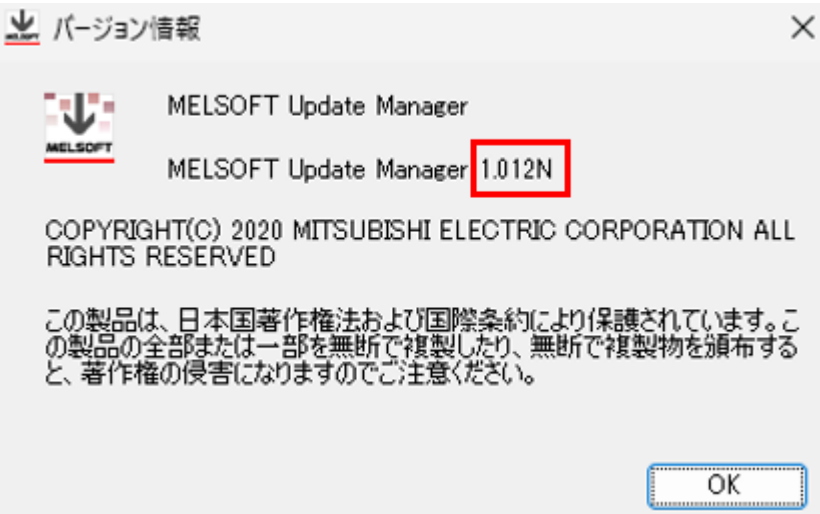 バージョン情報
MELSOFT Update Manager
MELSOFT
MELSOFT Update Manager 1.012N
COPYRIGHT(C) 2020 MITSUBISHI ELECTRIC CORPORATION ALL
RIGHTS RESERVED
この製品は、日本国著作権法および国際条約により保護されています。こ
の製品の全部または一部を無断で複製したり、無断で複製物を頒布する
と、著作権の侵害になりますのでご注意ください。
OK